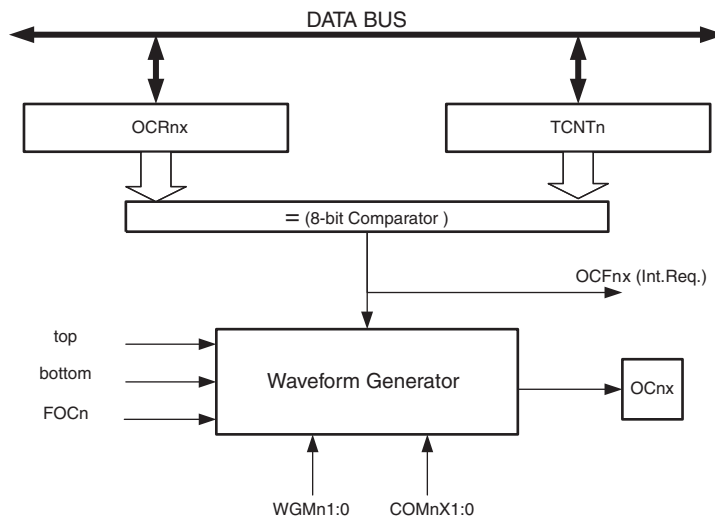 DATA BUS
OCRnx
TCNTn
= (8-bit Comparator )
OCFnx (Int.Req.)
top
bottom
FOCn
Waveform Generator
OCnx
WGMn1:0
COMnX1:0